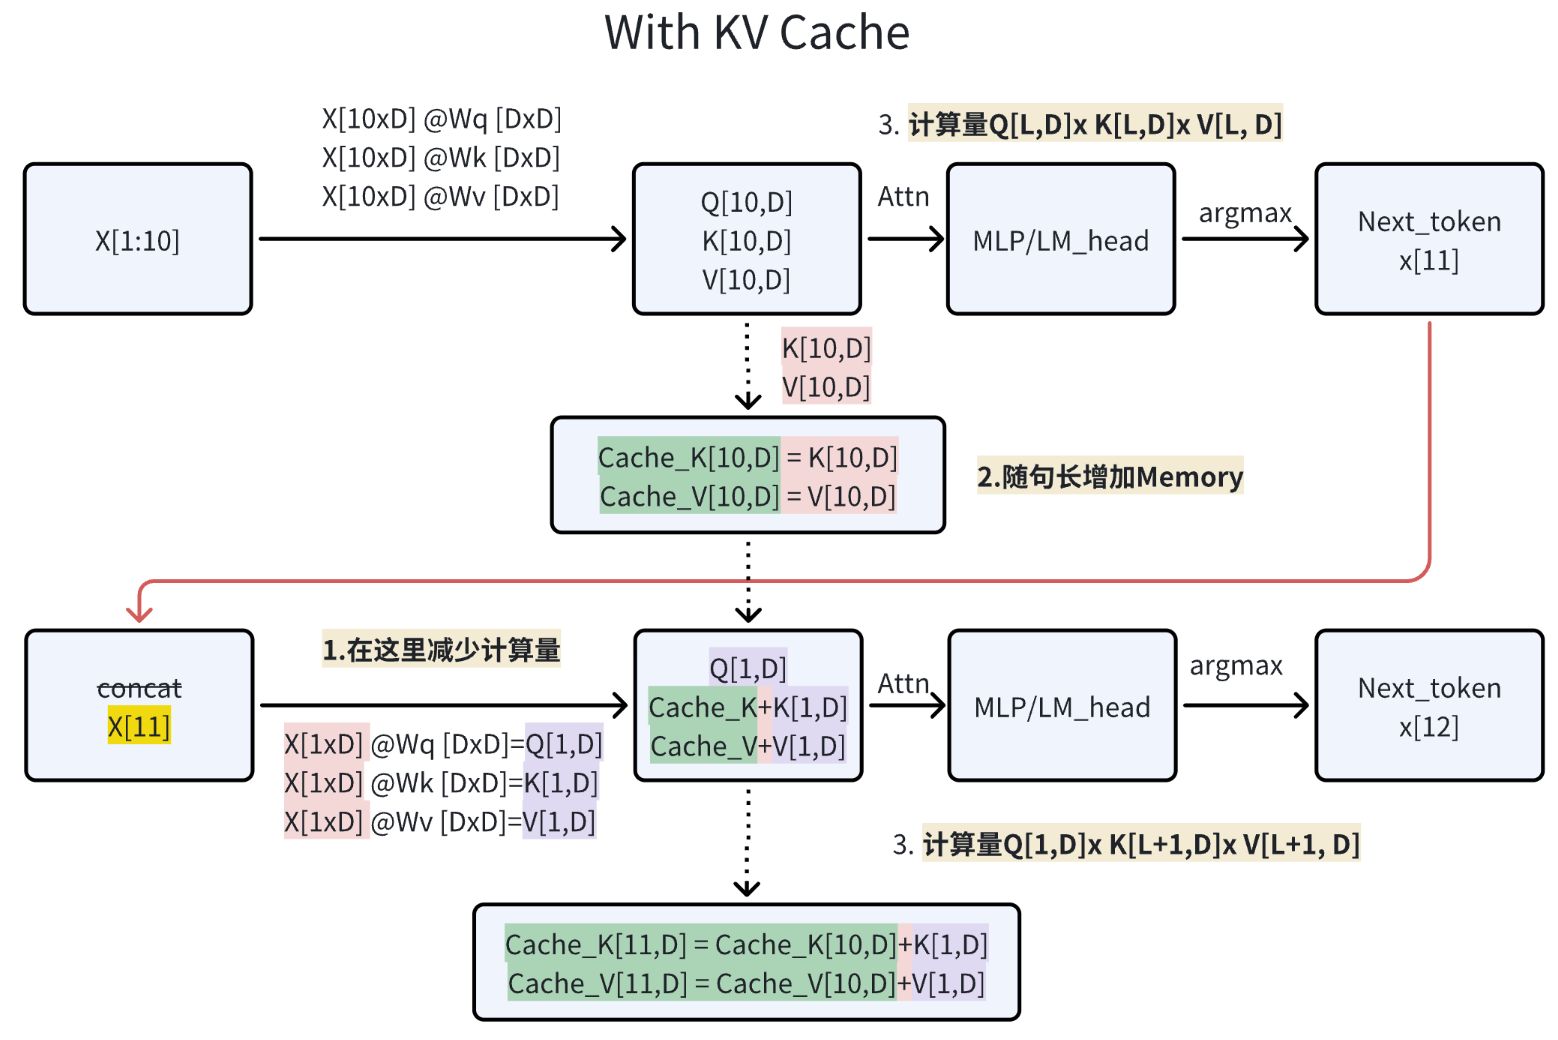 With KV Cache
X[10xD] @Wq [DxD]
X[10xD] @Wk [DxD]
X[10xD] @Wv [DxD]
3. 计算量Q[L,D]x K[L,D]x V[L, D]
X[1:10]
Q[10,D]
K[10,D]
V[10,D]
Attn
MLP/LM_head
argmax
Next_token
x[11]
K[10,D]
V[10,D]
Cache_K[10,D] = K[10,D]
Cache_V[10,D] = V[10,D]
2.随句长增加Memory
concat
X[11]
1.在这里减少计算量
X[1xD] @Wq [DxD]=Q[1,D]
X[1xD] @Wk [DxD]=K[1,D]
X[1xD] @Wv [DxD]=V[1,D]
Q[1,D]
Cache_K+K[1,D]
Cache_V+V[1,D]
Attn
MLP/LM_head
argmax
Next_token
x[12]
3. 计算量Q[1,D]x K[L+1,D]x V[L+1, D]
Cache_K[11,D] = Cache_K[10,D]+K[1,D]
Cache_V[11,D] = Cache_V[10,D]+V[1,D]